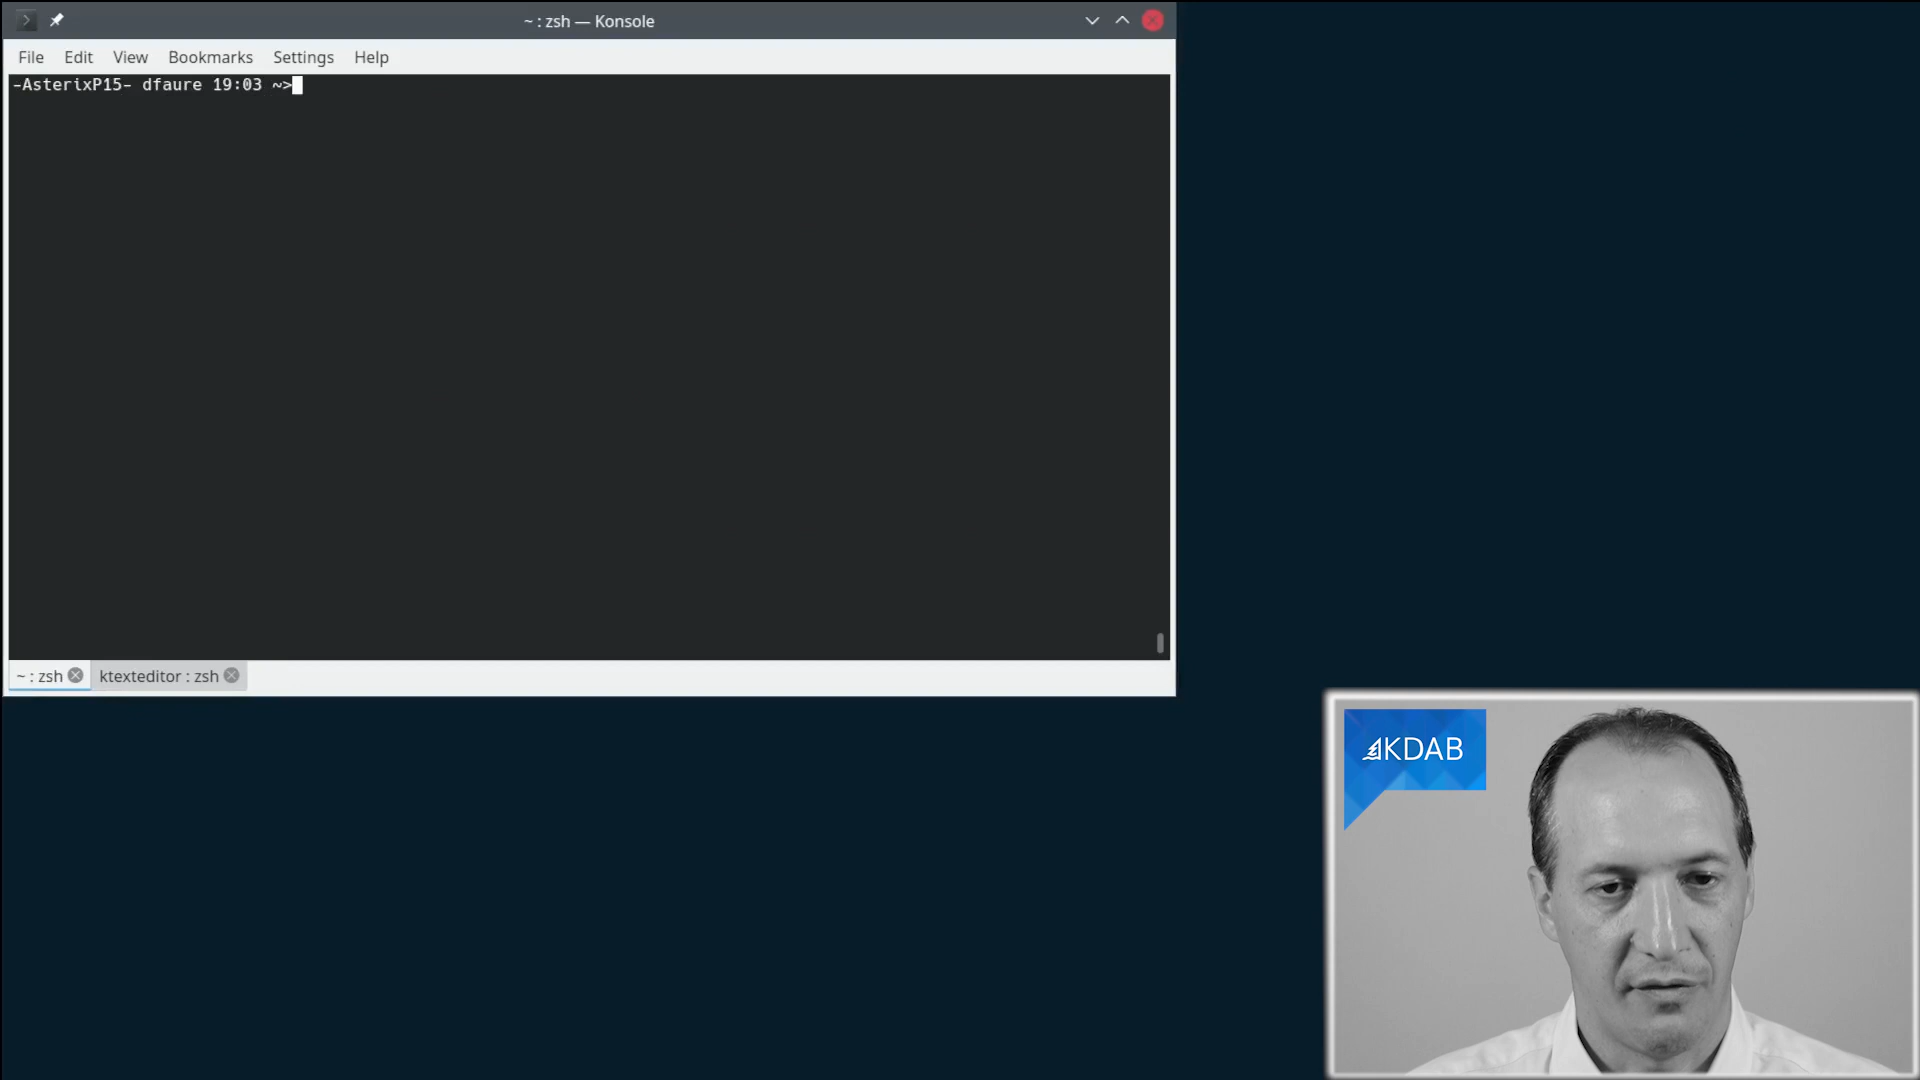 ~ : zsh — Konsole
File Edit View Bookmarks Settings Help
-AsterixP15- dfaure 19:03 ~>
~ : zsh
ktexteditor : zsh
KDAB